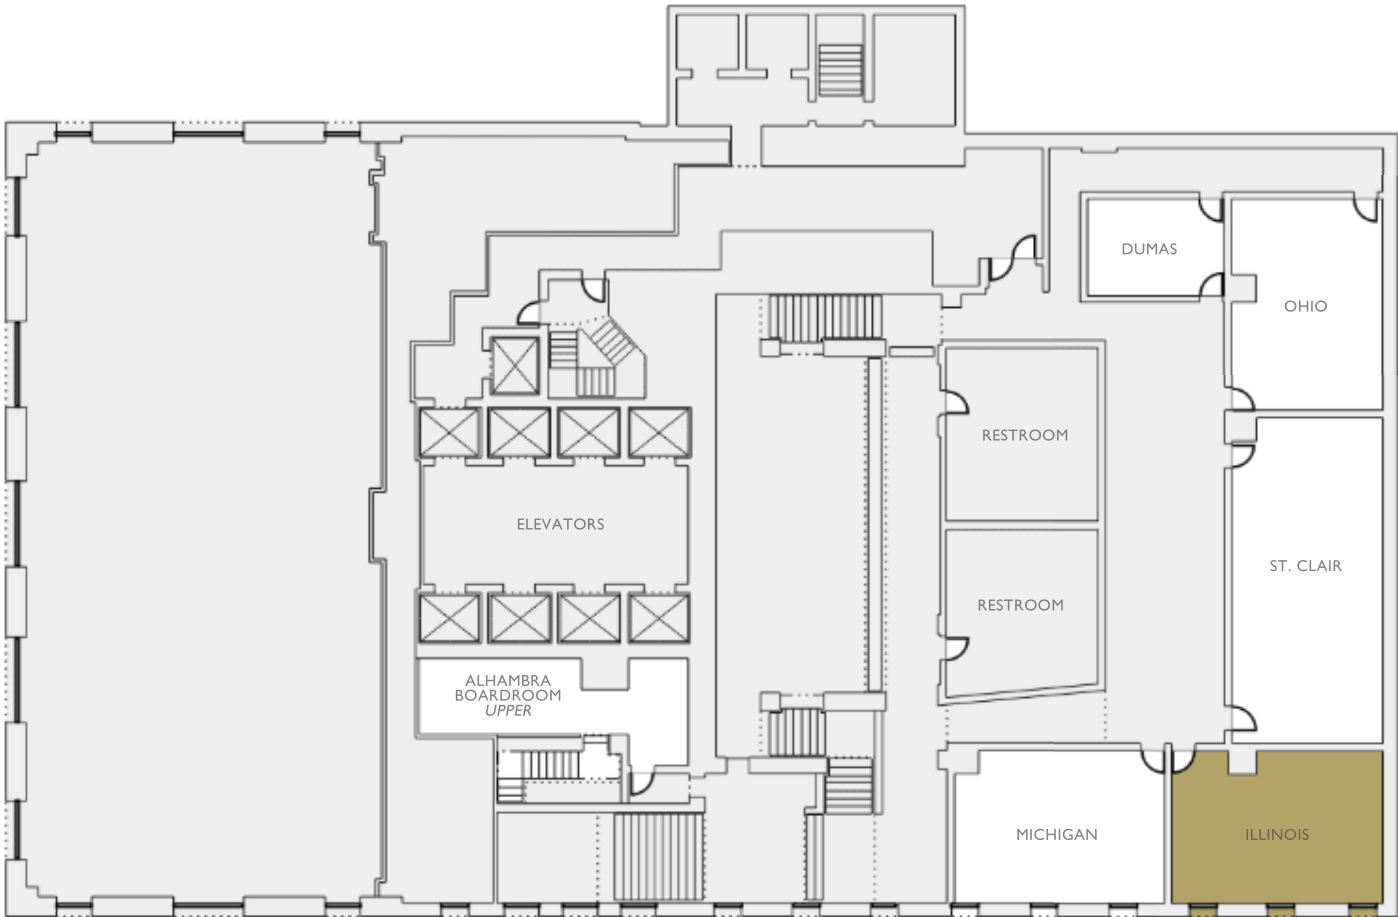 DUMAS
OHIO
RESTROOM
ELEVATORS
ST. CLAIR
RESTROOM
ALHAMBRA
BOARDROOM
UPPER
MICHIGAN
ILLINOIS